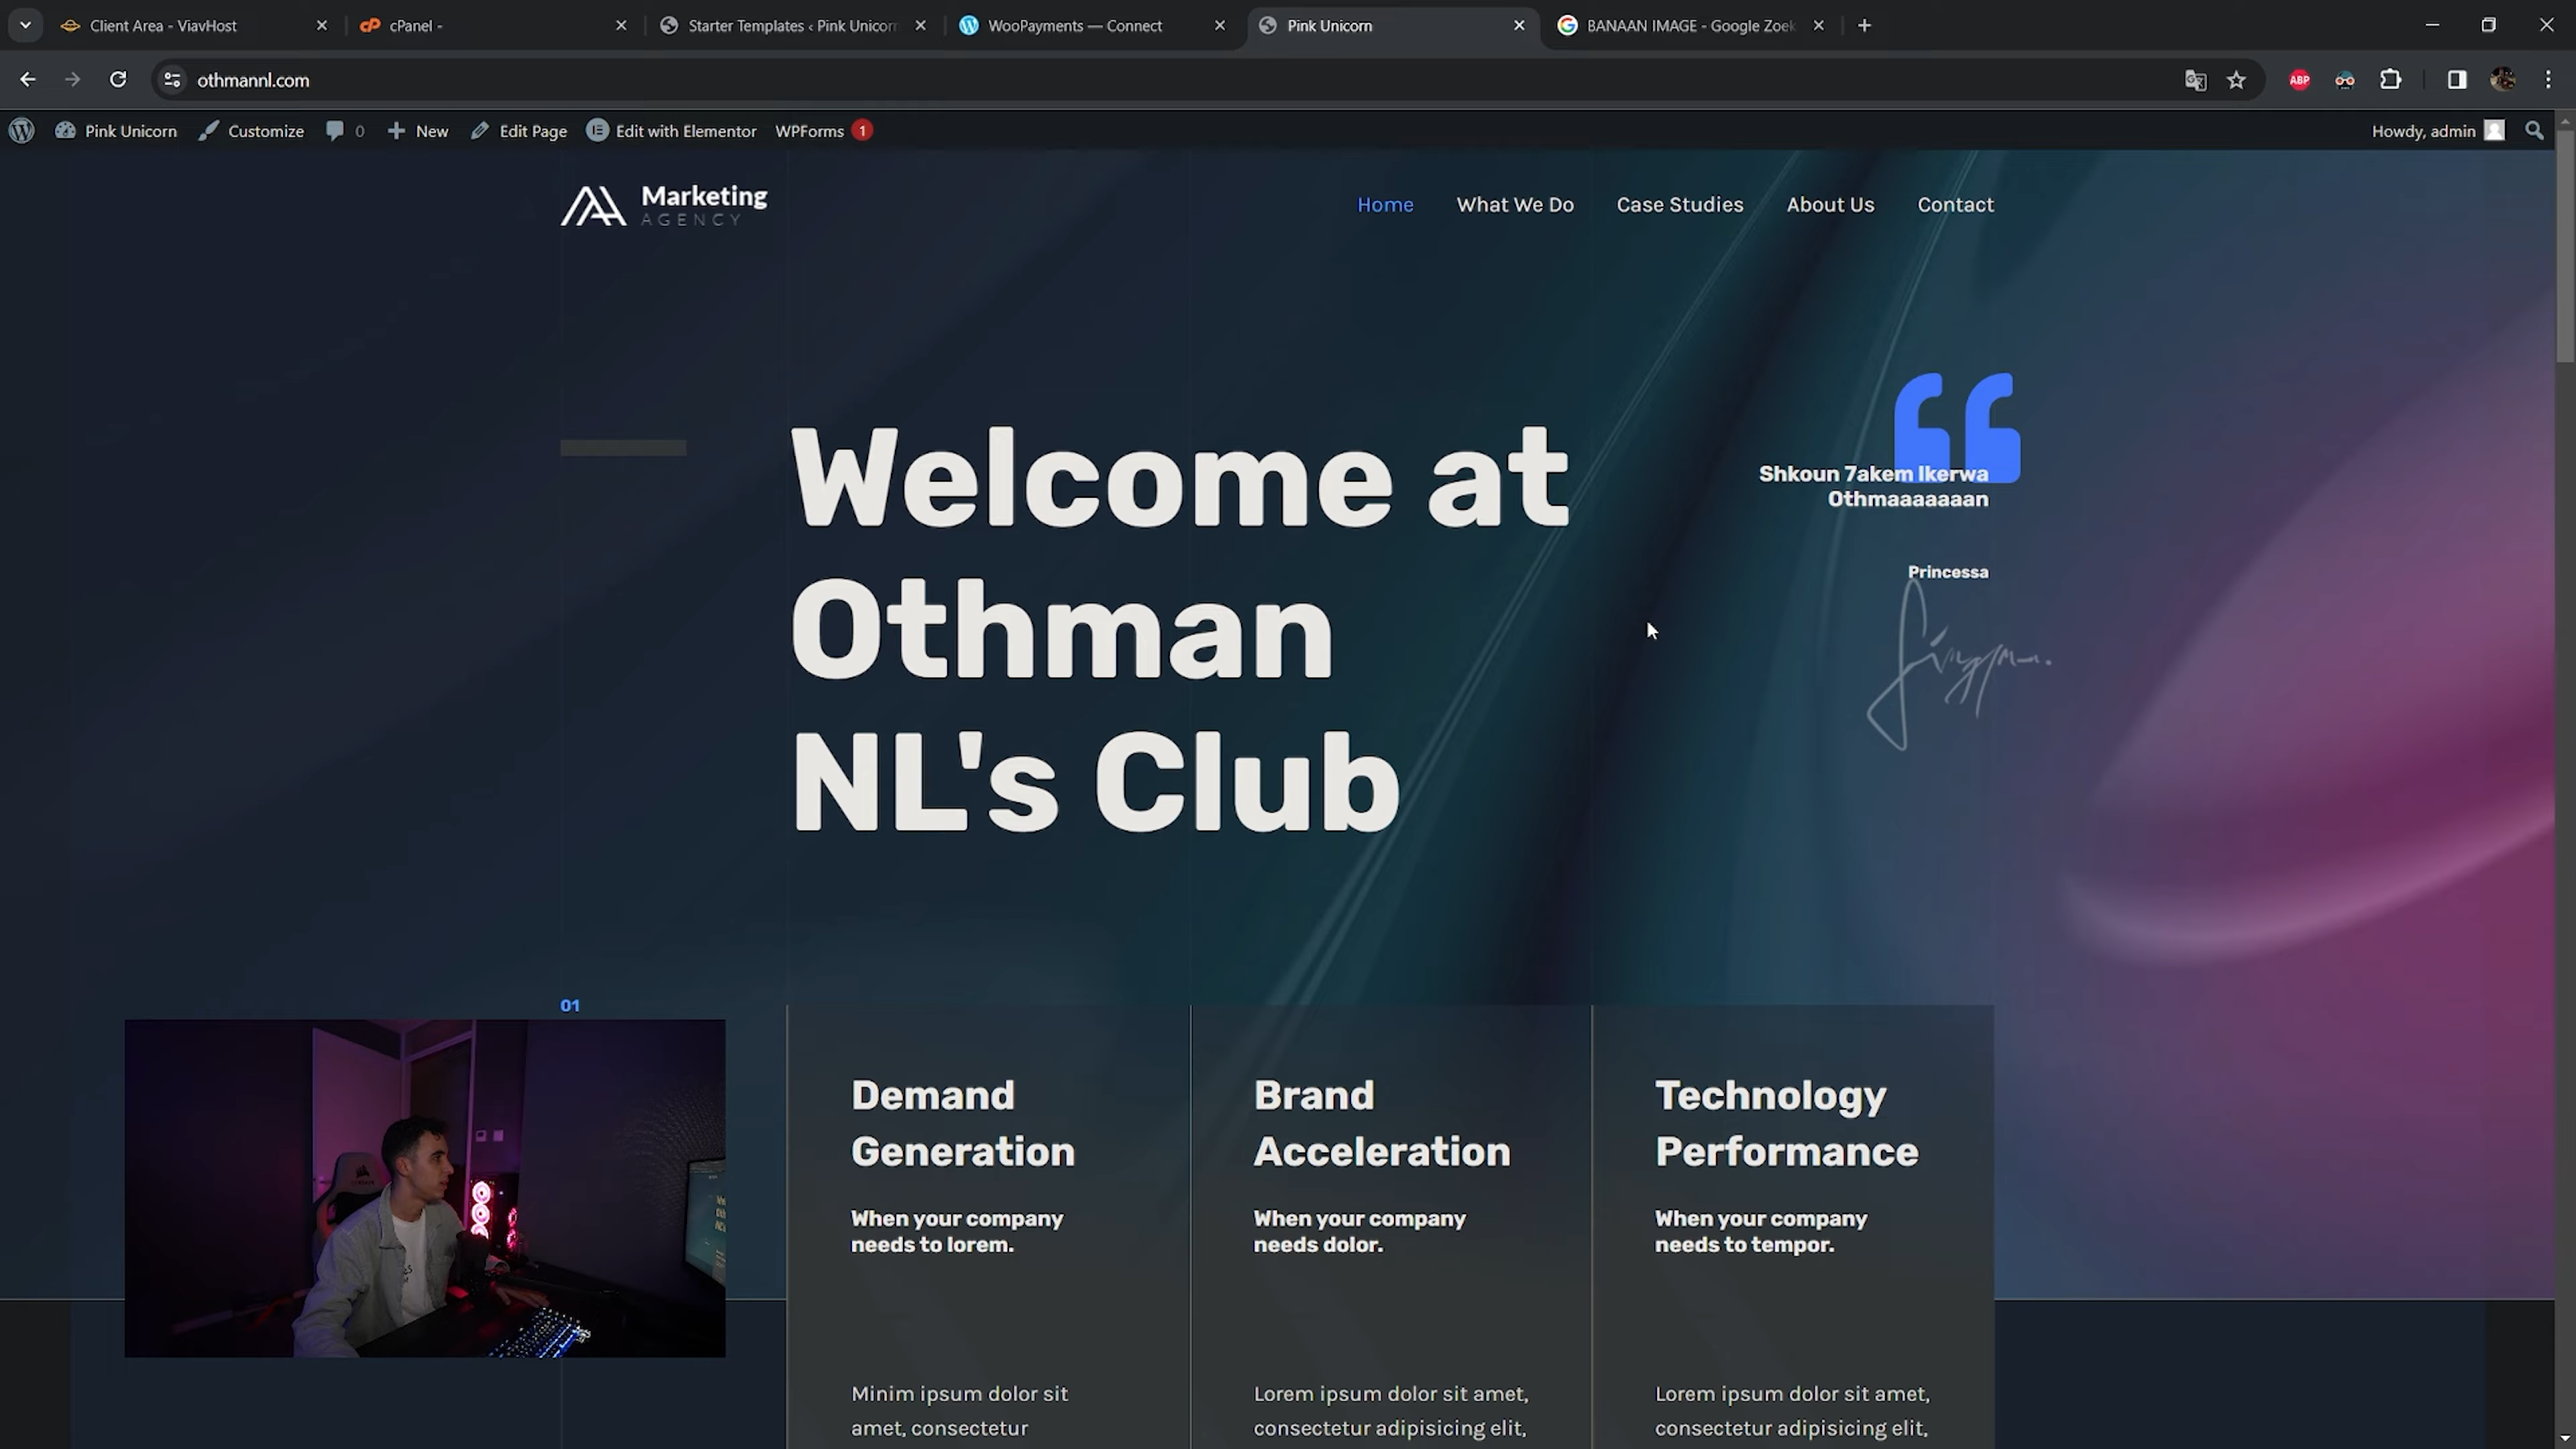 Client Area - ViavHost
cPanel -
Starter Templates ‹ Pink Unicorn
WooPayments — Connect
Pink Unicorn
BANAAN IMAGE - Google Zoek
othmannl.com
ABP
Pink Unicorn
Customize
0
New
Edit Page
Edit with Elementor
WPForms 1
Howdy, admin
Marketing
AGENCY
Home
What We Do
Case Studies
About Us
Contact
Welcome at
Othman
NL's Club
Shkoun 7akem lkerwa
Othmaaaaaaan
Princessa
01
Demand
Generation
When your company
needs to lorem.
Minim ipsum dolor sit
amet, consectetur
Brand
Acceleration
When your company
needs dolor.
Lorem ipsum dolor sit amet,
consectetur adipisicing elit,
Technology
Performance
When your company
needs to tempor.
Lorem ipsum dolor sit amet,
consectetur adipisicing elit,